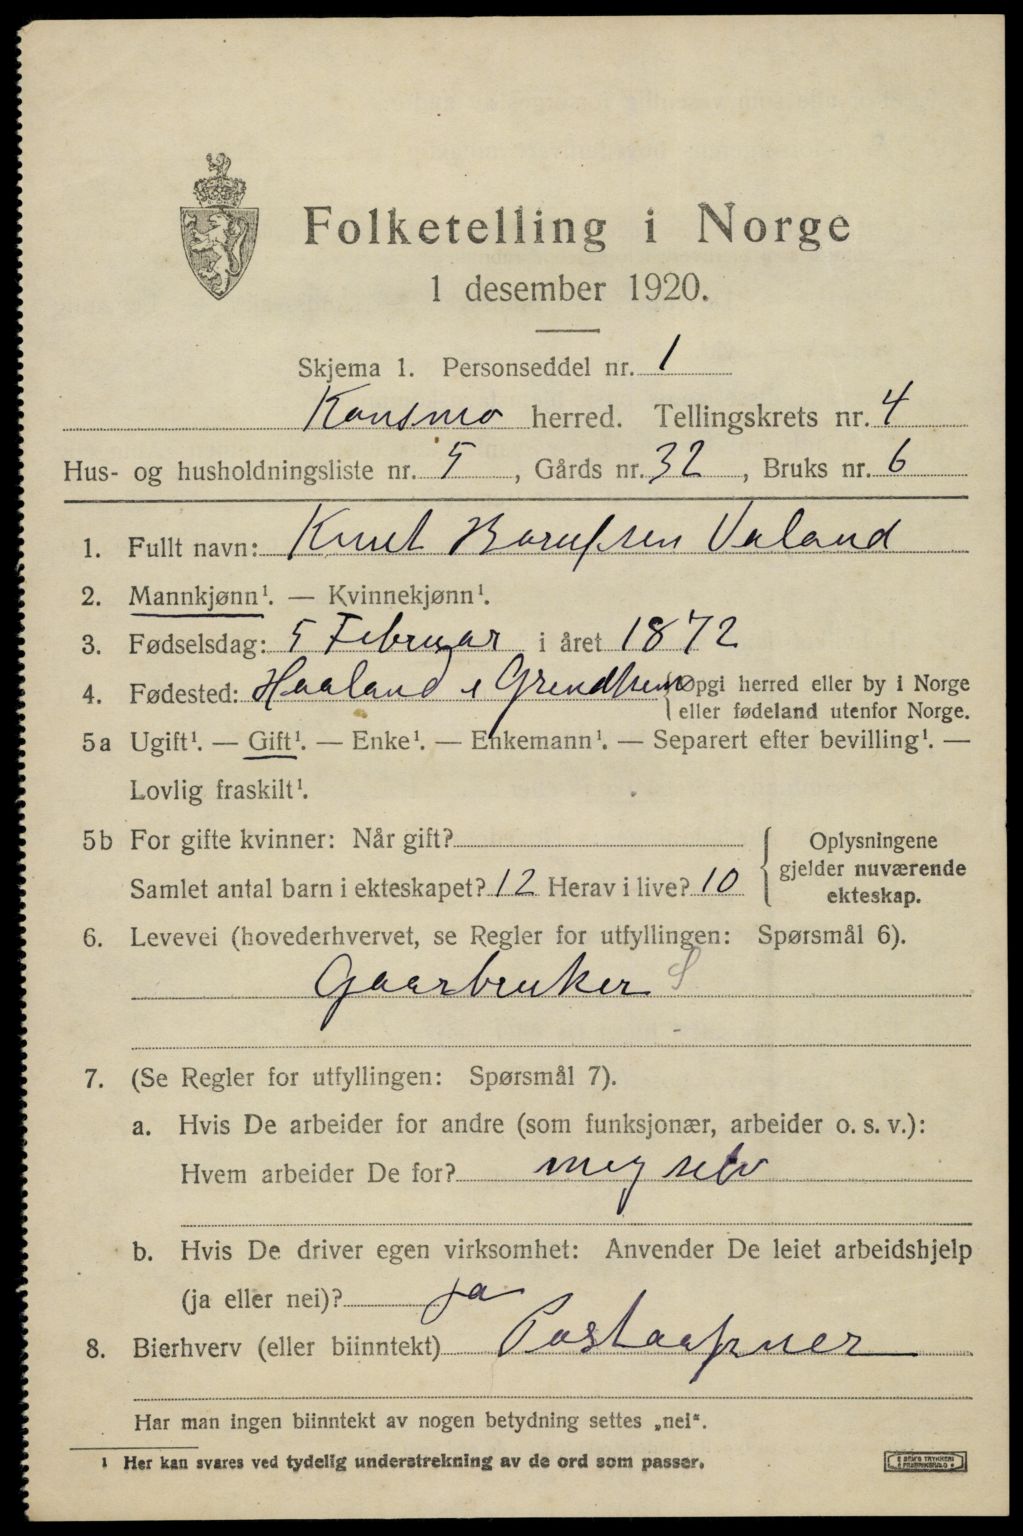 Folketelling i Norge
1 desember 1920.
Skjema 1. Personseddel nr. 1
Konsmo herred. Tellingskrets nr. 4
Hus- og husholdningsliste nr. 5, Gårds nr. 32, Bruks nr. 6
1. Fullt navn: Knut Valand
2. Mannkjønn¹. — Kvinnekjønn¹.
3. Fødselsdag: 5 Februar i året 1872
4. Fødested: Haaland i Grendhem {Opgi herred eller by i Norge
eller fødeland utenfor Norge.
5a Ugift¹. — Gift¹. — Enke¹. — Enkemann¹. — Separert efter bevilling¹. —
Lovlig fraskilt¹.
5b For gifte kvinner: Når gift?
Samlet antal barn i ekteskapet? 12 Herav i live? 10
{ Oplysningene
gjelder nuværende
ekteskap.
6. Levevei (hovederhvervet, se Regler for utfyllingen: Spørsmål 6).
Gaarbruker S
7. (Se Regler for utfyllingen: Spørsmål 7).
a. Hvis De arbeider for andre (som funksjonær, arbeider o. s. v.):
Hvem arbeider De for? meg selv
b. Hvis De driver egen virksomhet: Anvender De leiet arbeidshjelp
(ja eller nei)? ja
8. Bierhverv (eller biinntekt) Postaapner
Har man ingen biinntekt av nogen betydning settes „nei“.
¹ Her kan svares ved tydelig understrekning av de ord som passer.